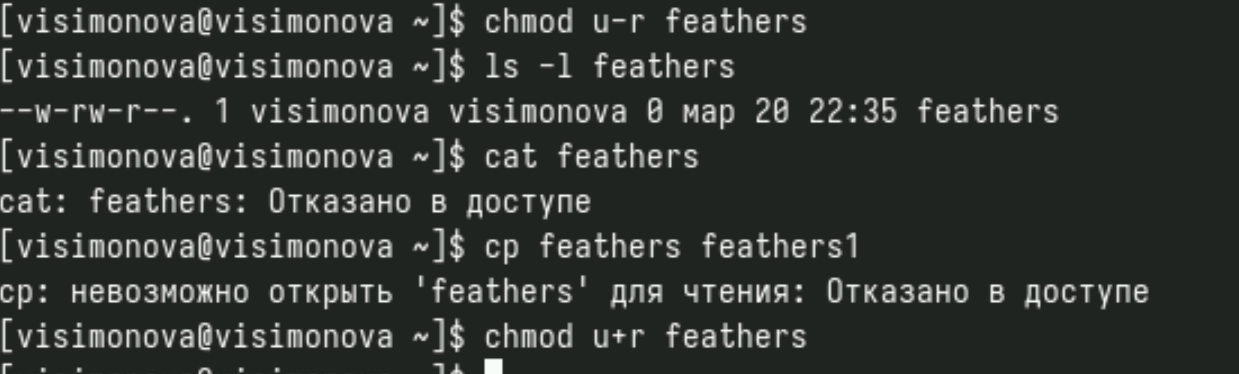 [visimonova@visimonova ~]$ chmod u-r feathers
[visimonova@visimonova ~]$ ls -l feathers
--w-rw-r--. 1 visimonova visimonova 0 мар 20 22:35 feathers
[visimonova@visimonova ~]$ cat feathers
cat: feathers: Отказано в доступе
[visimonova@visimonova ~]$ cp feathers feathers1
cp: невозможно открыть 'feathers' для чтения: Отказано в доступе
[visimonova@visimonova ~]$ chmod u+r feathers